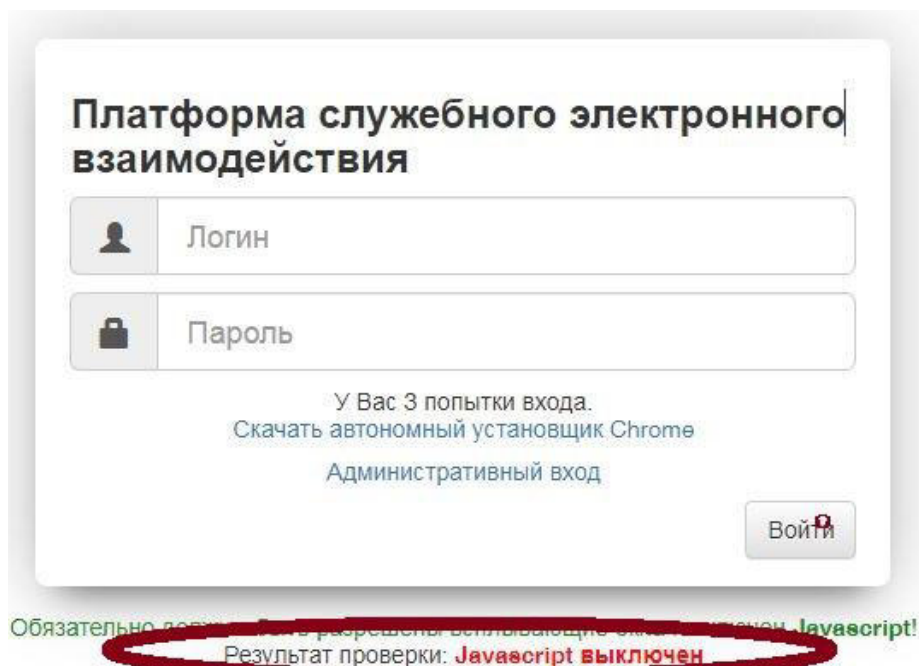 Платформа служебного электронного
взаимодействия
Логин
Пароль
У Вас 3 попытки входа.
Скачать автономный установщик Chrome
Административный вход
Войти
Обязательно Javascript!
Результат проверки: Javascript выключен